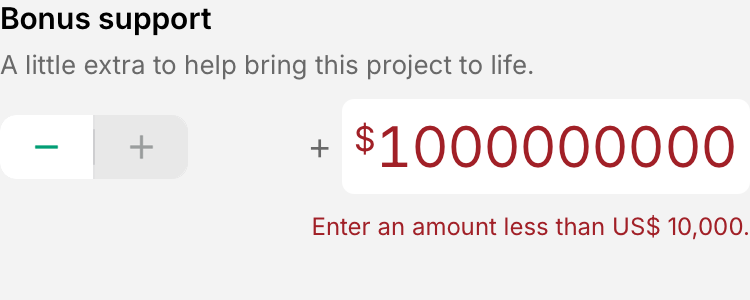 Bonus support
A little extra to help bring this project to life.
− + + $1000000000
Enter an amount less than US$ 10,000.